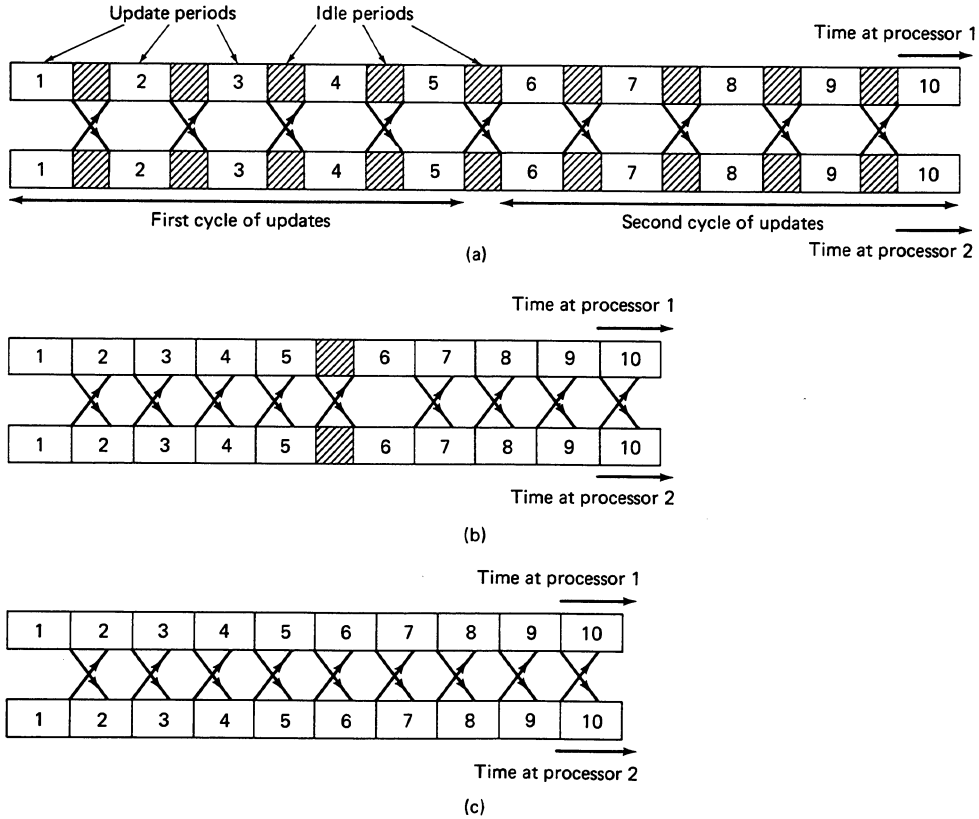 Update periods
Idle periods
Time at processor 1
1 2 3 4 5 6 7 8 9 10
1 2 3 4 5 6 7 8 9 10
First cycle of updates
Second cycle of updates
Time at processor 2
(a)
Time at processor 1
1 2 3 4 5 6 7 8 9 10
1 2 3 4 5 6 7 8 9 10
Time at processor 2
(b)
Time at processor 1
1 2 3 4 5 6 7 8 9 10
1 2 3 4 5 6 7 8 9 10
Time at processor 2
(c)